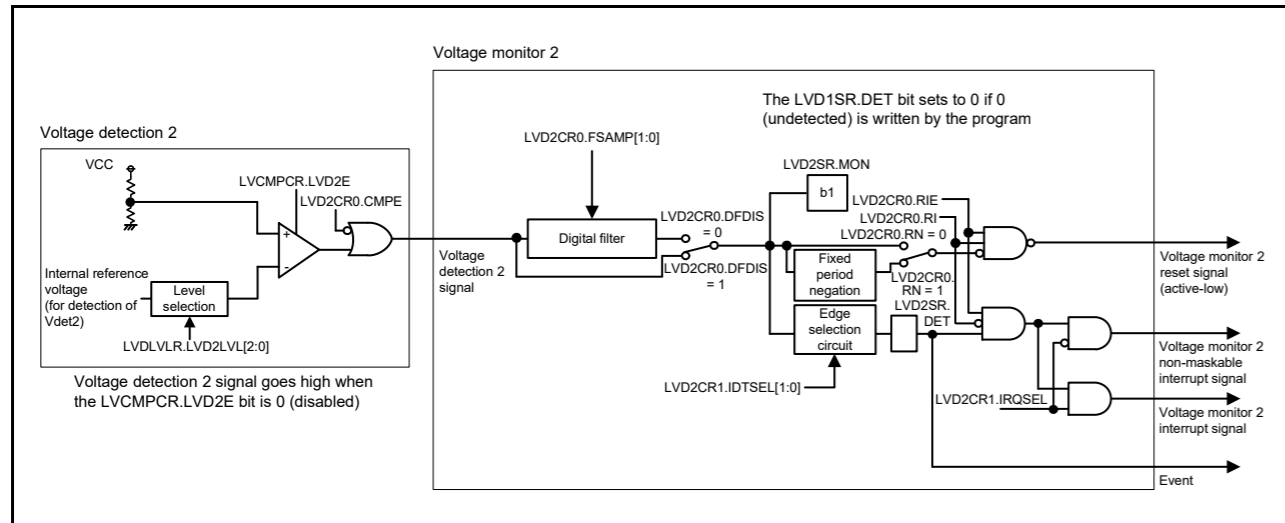 Voltage monitor 2
The LVD1SR.DET bit sets to 0 if 0
(undetected) is written by the program
Voltage detection 2
VCC
LVCMPCR.LVD2E
LVD2CR0.CMPE
+
-
Internal reference
voltage
(for detection of
Vdet2)
Level
selection
LVDLVLR.LVD2LVL[2:0]
Voltage detection 2 signal goes high when
the LVCMPCR.LVD2E bit is 0 (disabled)
LVD2CR0.FSAMP[1:0]
Digital filter
Voltage
detection 2
signal
LVD2CR0.DFDIS
= 0
LVD2CR0.DFDIS
= 1
LVD2SR.MON
b1
LVD2CR0.RIE
LVD2CR0.RI
LVD2CR0.RN = 0
Fixed
period
negation
LVD2CR0.
RN = 1
LVD2SR.
DET
Edge
selection
circuit
LVD2CR1.IDTSEL[1:0]
LVD2CR1.IRQSEL
Voltage monitor 2
reset signal
(active-low)
Voltage monitor 2
non-maskable
interrupt signal
Voltage monitor 2
interrupt signal
Event